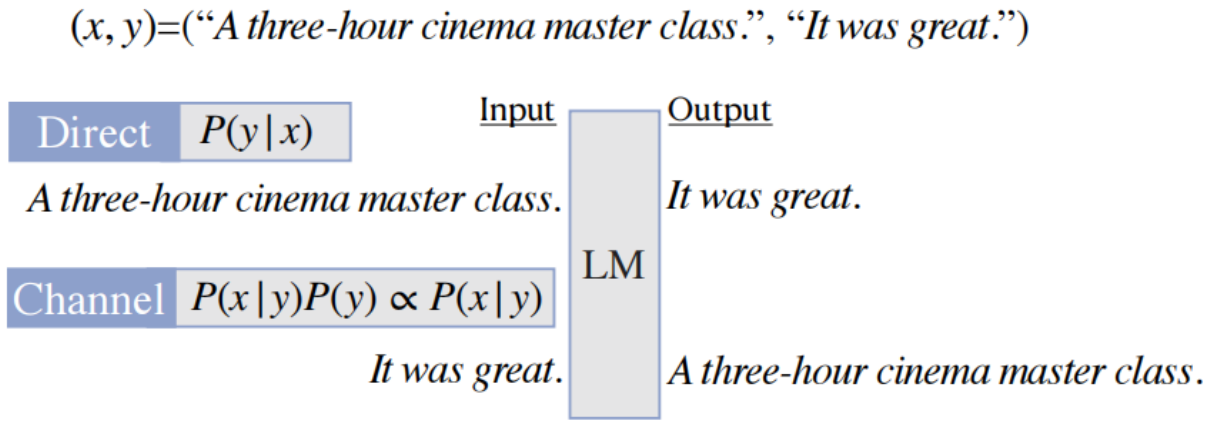 (x, y)=(“A three-hour cinema master class.”, “It was great.”)
Input Output
Direct P(y|x)
A three-hour cinema master class. It was great.
LM
Channel P(x|y)P(y) ∝ P(x|y)
It was great. A three-hour cinema master class.